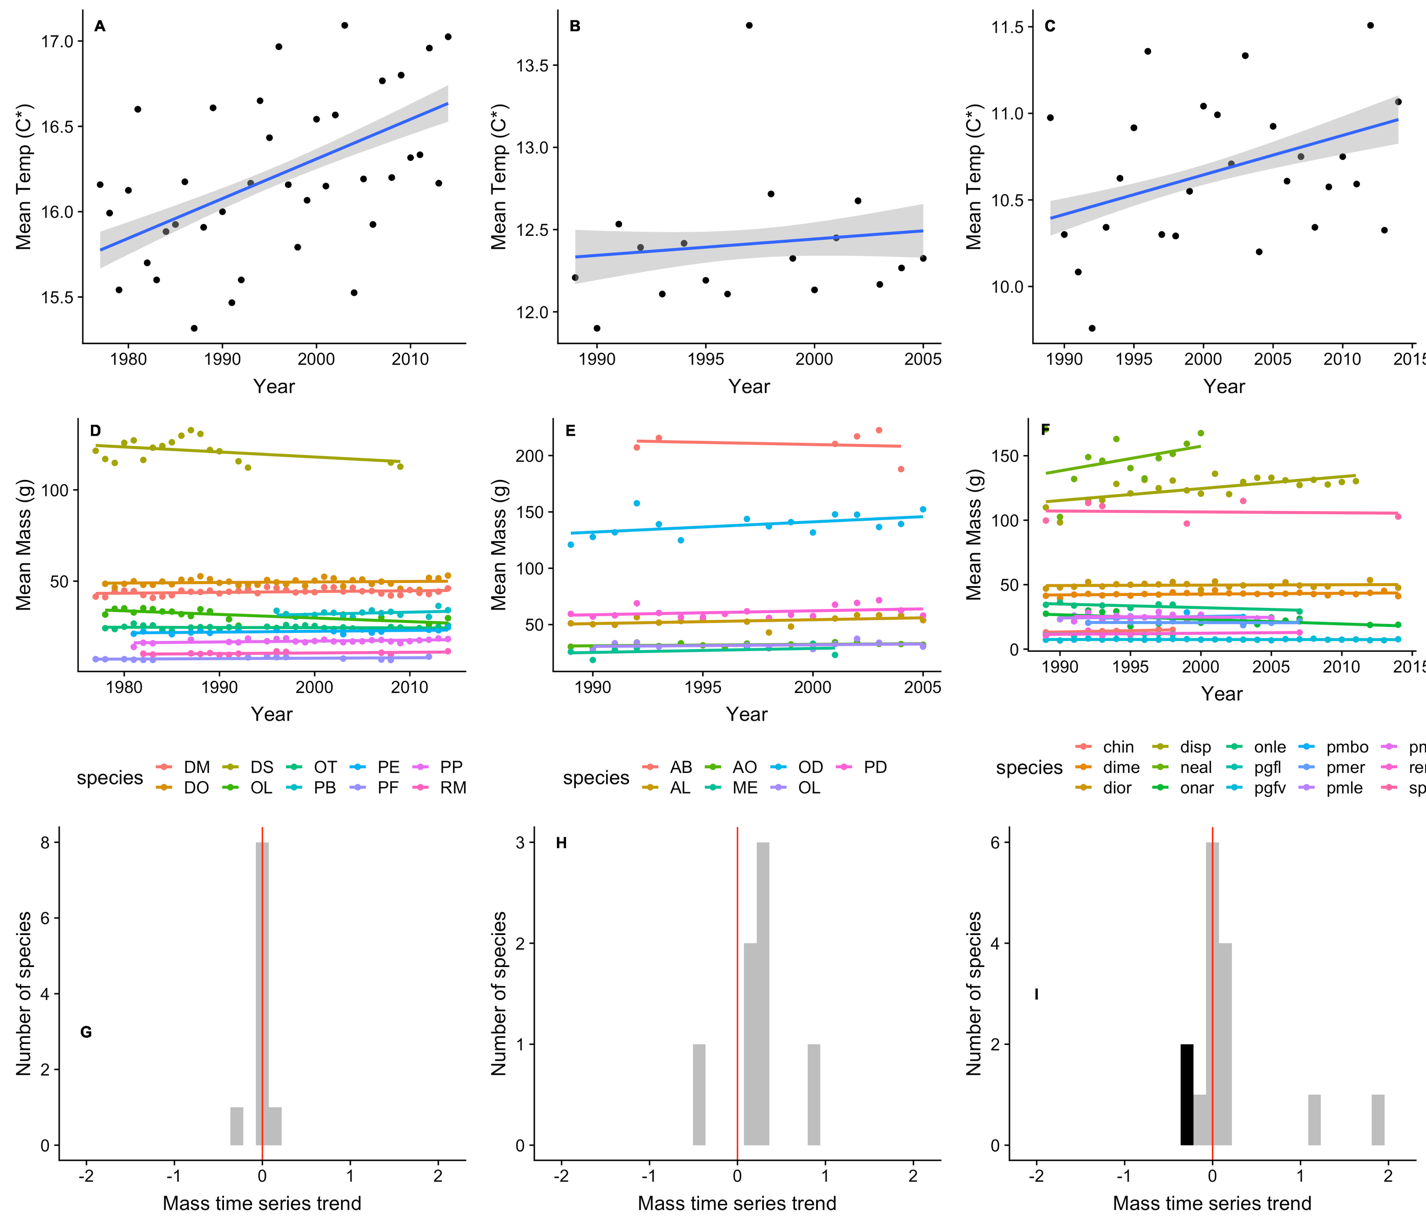 A
Mean Temp (C*)
17.0
16.5
16.0
15.5
1980 1990 2000 2010
Year
B
Mean Temp (C*)
13.5
13.0
12.5
12.0
1990 1995 2000 2005
Year
C
Mean Temp (C*)
11.5
11.0
10.5
10.0
1990 1995 2000 2005 2010 2015
Year
D
Mean Mass (g)
100
50
1980 1990 2000 2010
Year
species DM DS OT PE PP
DO OL PB PF RM
E
Mean Mass (g)
200
150
100
50
1990 1995 2000 2005
Year
species AB AO OD PD
AL ME OL
F
Mean Mass (g)
150
100
50
0
1990 1995 2000 2005 2010 2015
Year
species chin disp onle pmbo
dime neal pgfl pmer
dior onar pgfv pmle sp
G
Number of species
8
6
4
2
0
-2 -1 0 1 2
Mass time series trend
H
Number of species
3
2
1
0
-2 -1 0 1 2
Mass time series trend
I
Number of species
6
4
2
0
-2 -1 0 1 2
Mass time series trend